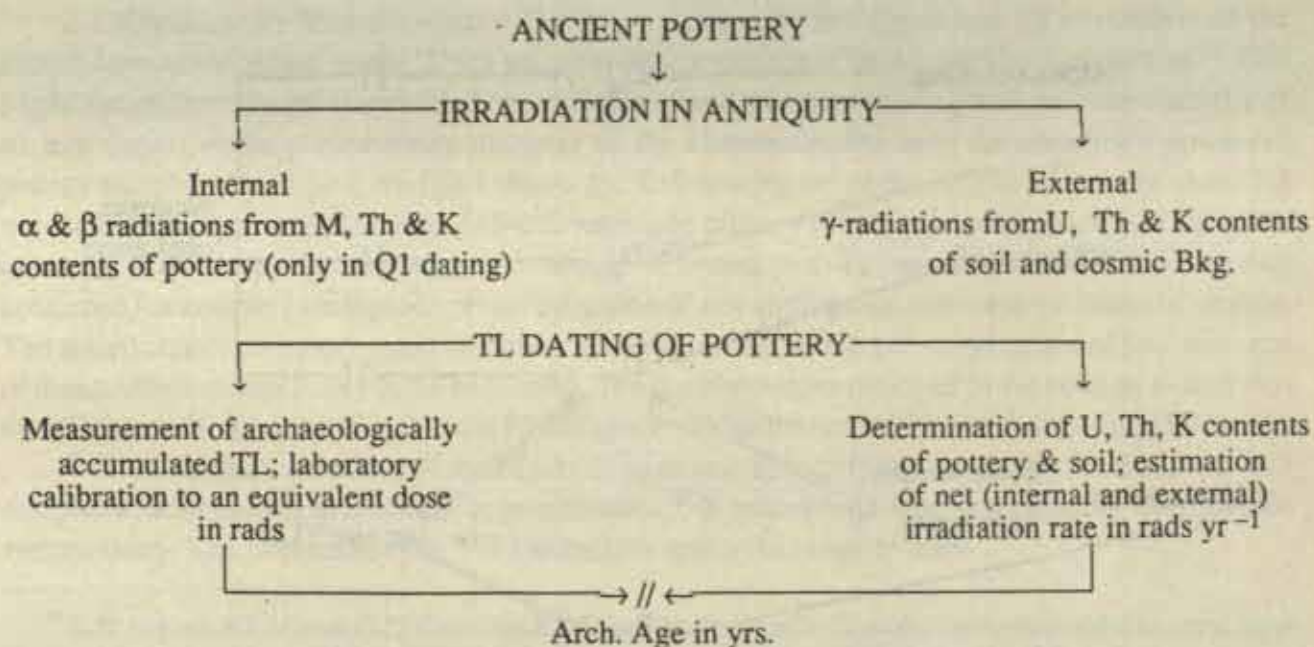 ANCIENT POTTERY
IRRADIATION IN ANTIQUITY
Internal
α & β radiations from M, Th & K
contents of pottery (only in Q1 dating)
External
γ-radiations fromU, Th & K contents
of soil and cosmic Bkg.
TL DATING OF POTTERY
Measurement of archaeologically
accumulated TL; laboratory
calibration to an equivalent dose
in rads
Determination of U, Th, K contents
of pottery & soil; estimation
of net (internal and external)
irradiation rate in rads yr⁻¹
//
Arch. Age in yrs.